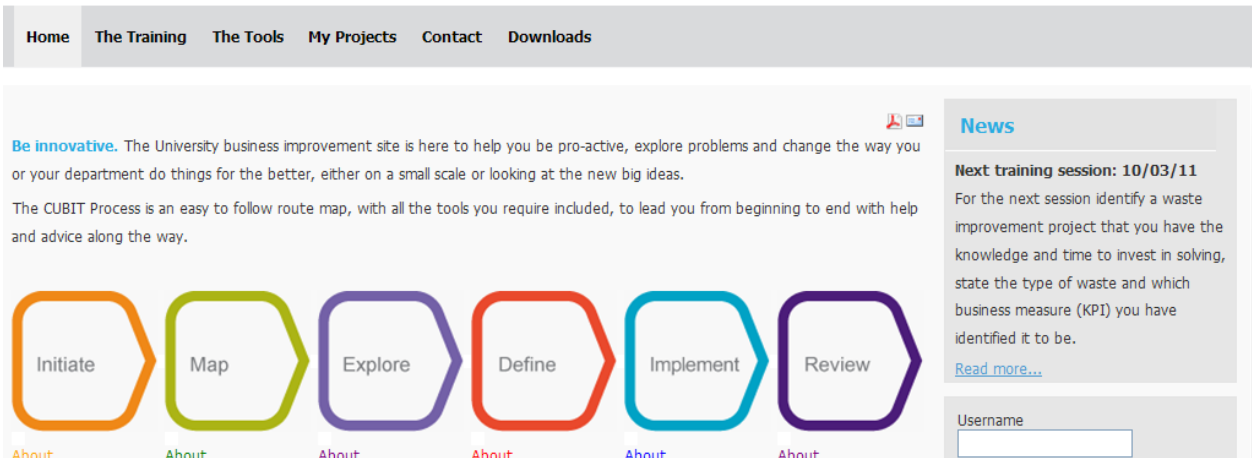 Home The Training The Tools My Projects Contact Downloads
Be innovative. The University business improvement site is here to help you be pro-active, explore problems and change the way you
or your department do things for the better, either on a small scale or looking at the new big ideas.
The CUBIT Process is an easy to follow route map, with all the tools you require included, to lead you from beginning to end with help
and advice along the way.
Initiate Map Explore Define Implement Review
About About About About About About
News
Next training session: 10/03/11
For the next session identify a waste
improvement project that you have the
knowledge and time to invest in solving,
state the type of waste and which
business measure (KPI) you have
identified it to be.
Read more...
Username